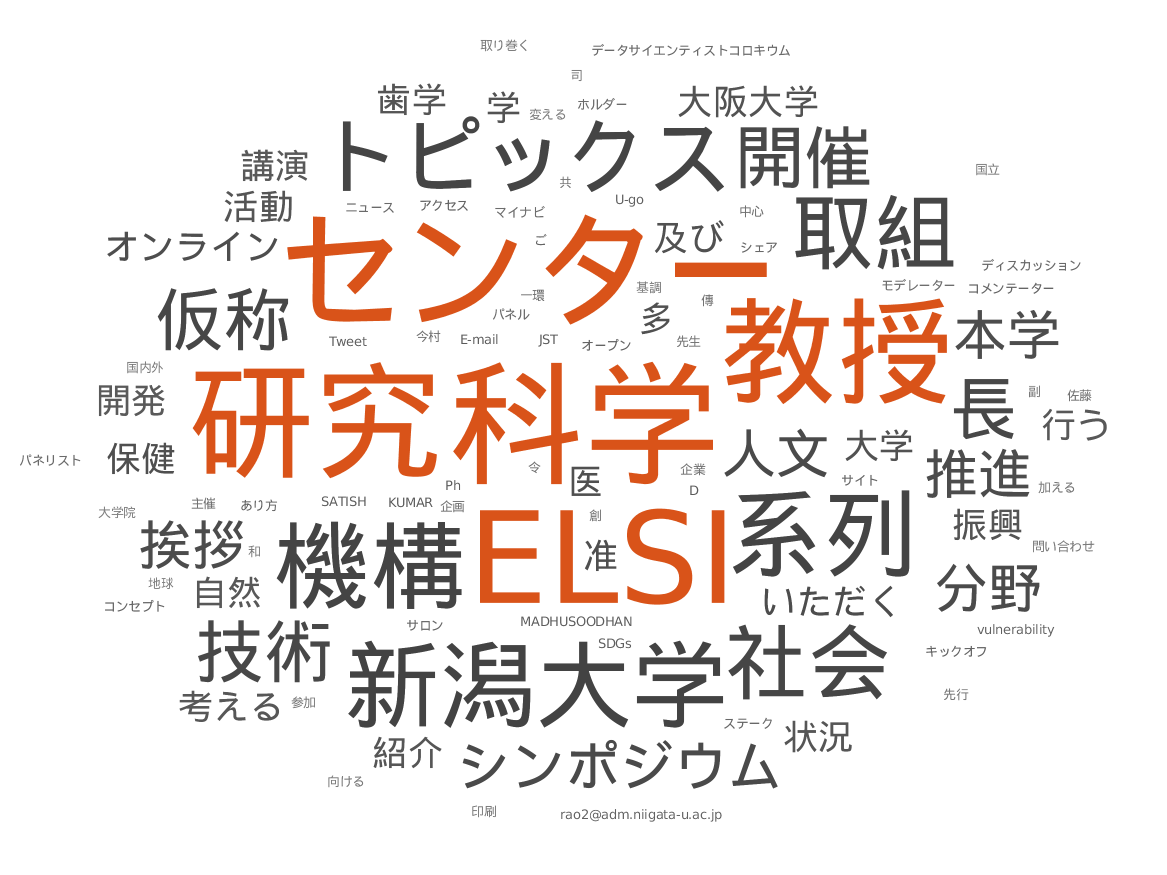 取り巻く
データサイエンティストコロキウム
司
歯学
学
変える
ホルダー
大阪大学
トピックス
開催
講演
共
国立
活動
ニュース
アクセス
マイナビ
U-go
中心
取組
オンライン
センター
ご
及び
シェア
ディスカッション
仮称
一環
基調
傳
モデレーター
コメンテーター
パネル
多
教授
本学
Tweet
今村
E-mail
JST
オープン
先生
国内外
開発
研究科学
長
副
佐藤
行う
パネリスト
保健
令
医
企業
人文
大学
推進
サイト
D
Ph
加える
大学院
主催
あり方
SATISH
KUMAR
企画
ELSI
創
系列
振興
挨拶
和
機構
准
問い合わせ
地球
自然
いただく
分野
コンセプト
サロン
MADHUSOODHAN
vulnerability
技術
新潟大学
SDGs
社会
キックオフ
考える
参加
先行
ステーク
紹介
シンポジウム
状況
向ける
印刷
rao2@adm.niigata-u.ac.jp